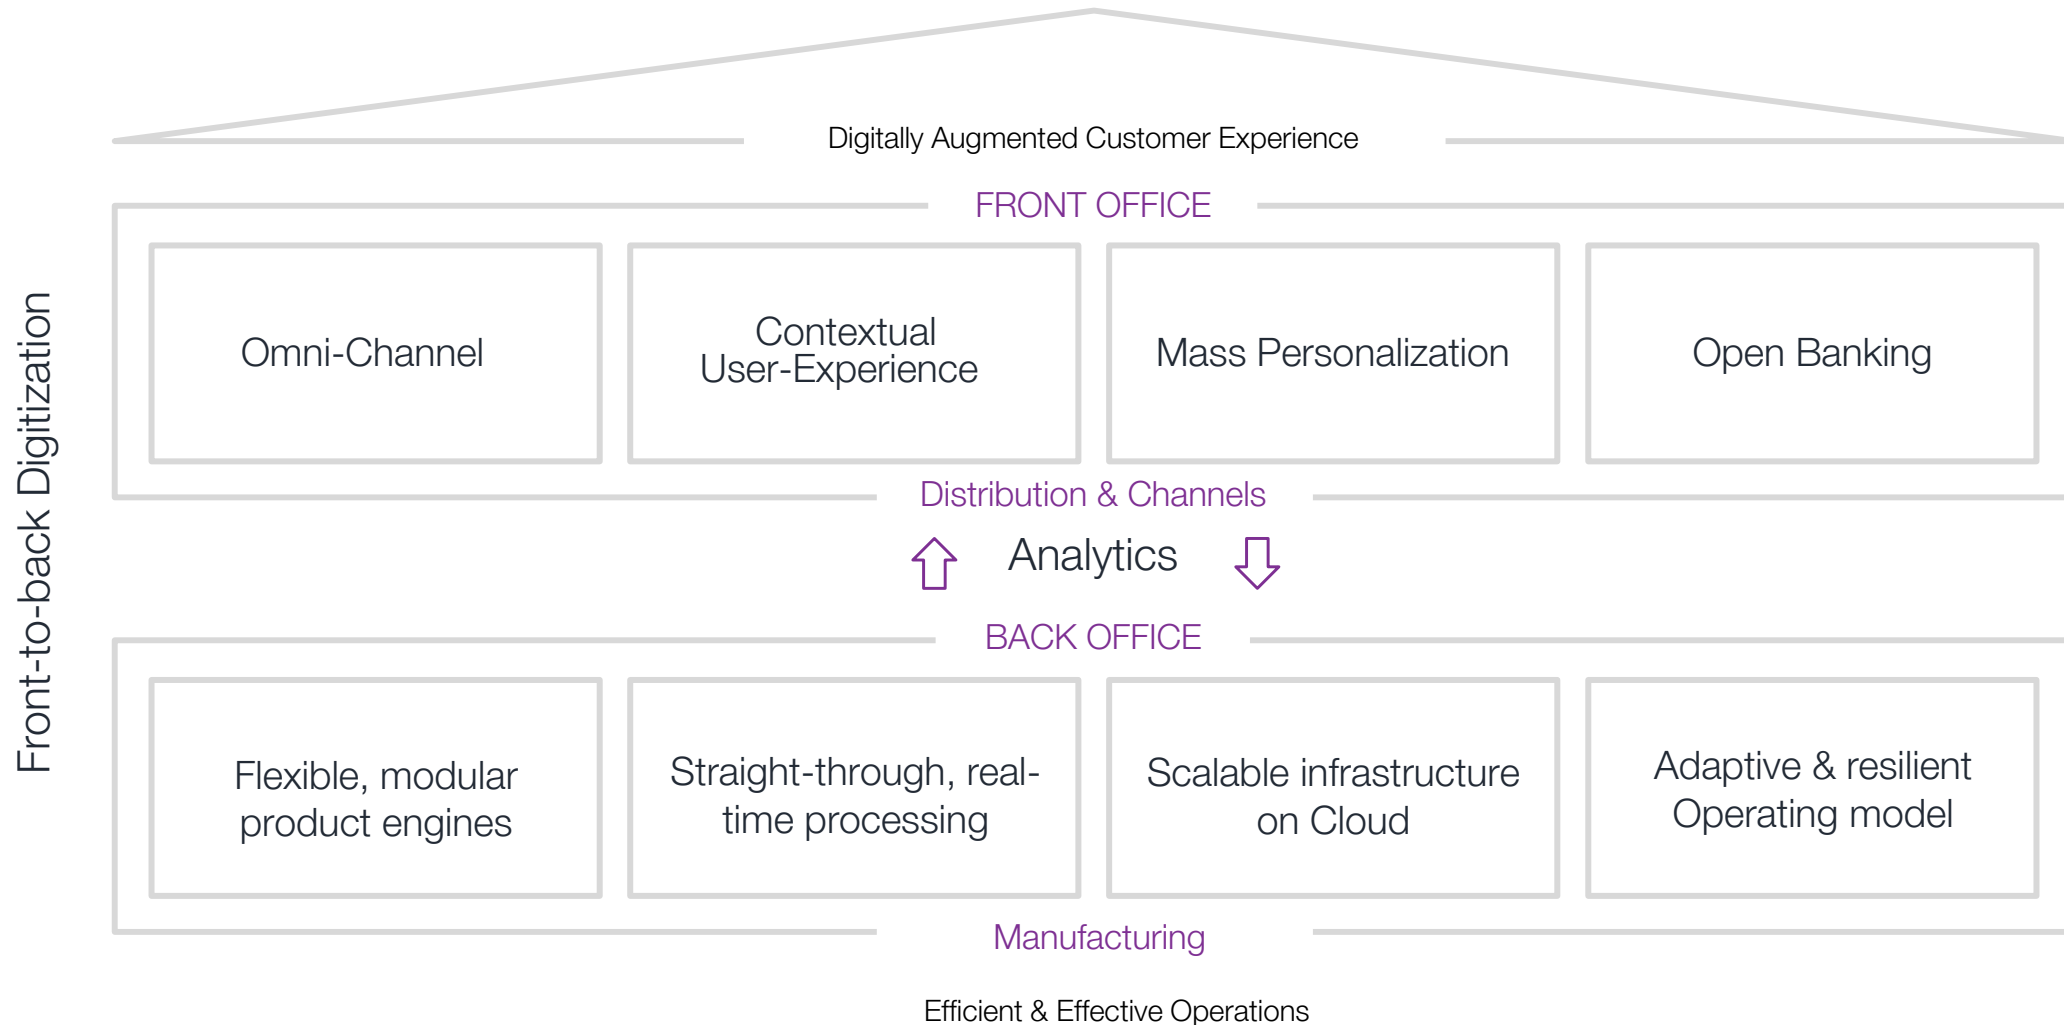 Digitally Augmented Customer Experience
FRONT OFFICE
Front-to-back Digitization
Omni-Channel
Contextual
User-Experience
Mass Personalization
Open Banking
Distribution & Channels
Analytics
BACK OFFICE
Flexible, modular
product engines
Straight-through, real-
time processing
Scalable infrastructure
on Cloud
Adaptive & resilient
Operating model
Manufacturing
Efficient & Effective Operations